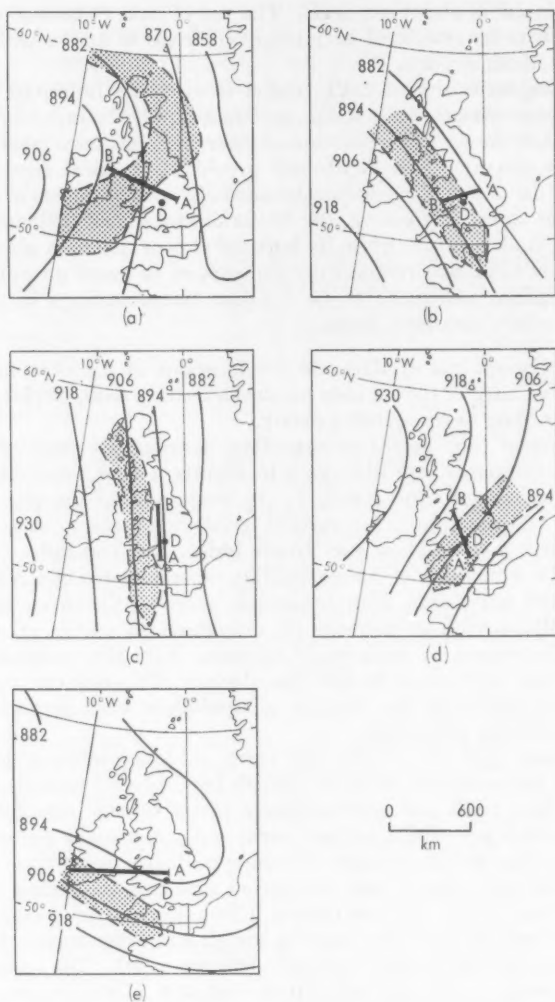 60°N 10°W 870 0° 858
882
894
906
B
A
D
50°
(a)
60°N 10°W 0°
882
894
906
B A
D
918
50°
(b)
60°N 10°W 906 894 0° 882
918
B
930
D
A
50°
(c)
60°N 10°W 918 0° 906
930
B
894
D
A
50°
(d)
10°W 0°
60°N
882
894
B A
906
D
50°
918
(e)
0 600
km